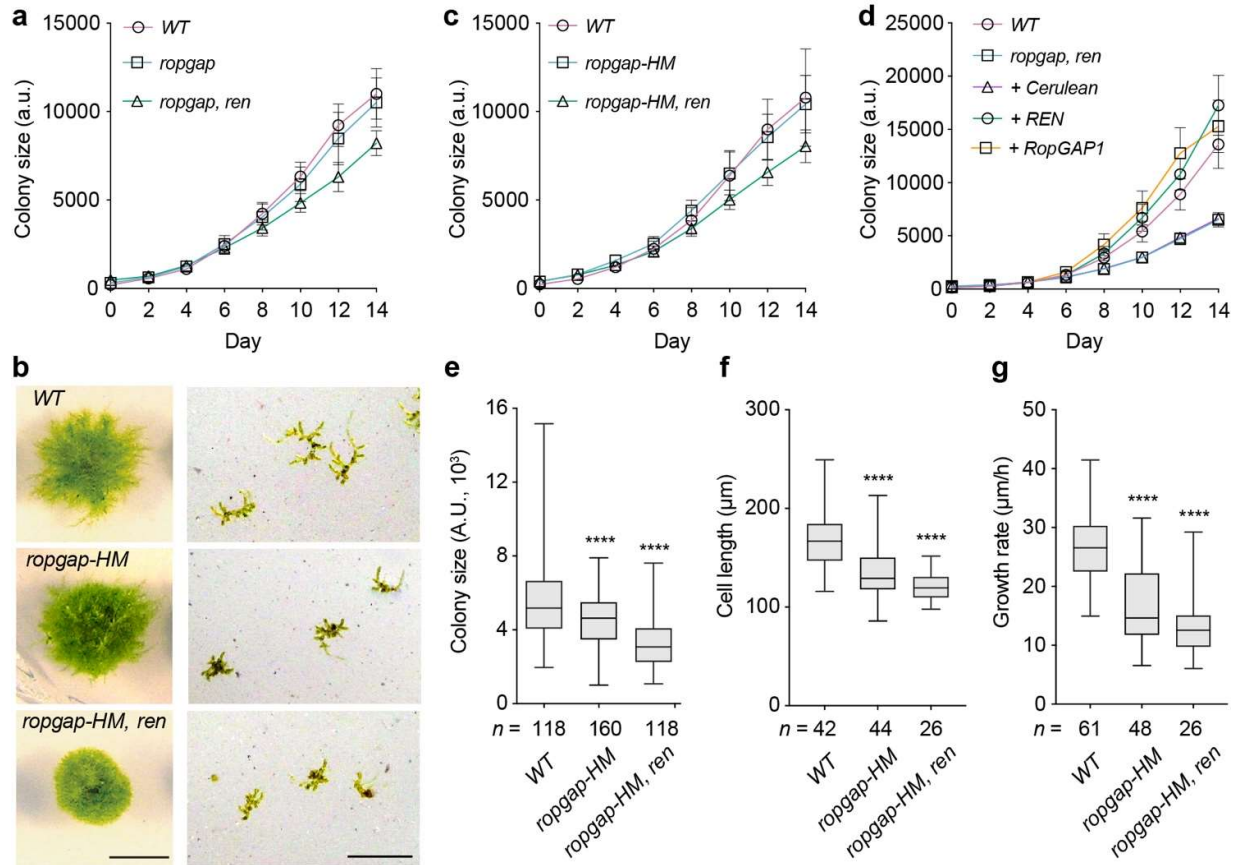 a
15000
10000
5000
0
Colony size (a.u.)
0 2 4 6 8 10 12 14
Day
WT
ropgap
ropgap, ren
c
15000
10000
5000
0
Colony size (a.u.)
0 2 4 6 8 10 12 14
Day
WT
ropgap-HM
ropgap-HM, ren
d
25000
20000
15000
10000
5000
0
Colony size (a.u.)
0 2 4 6 8 10 12 14
Day
WT
ropgap, ren
+ Cerulean
+ REN
+ RopGAP1
b
WT
ropgap-HM
ropgap-HM, ren
e
16
12
8
4
0
Colony size (A.U., 10³)
****
****
n = 118 160 118
WT
ropgap-HM
ropgap-HM, ren
f
300
200
100
0
Cell length (µm)
****
****
n = 42 44 26
WT
ropgap-HM
ropgap-HM, ren
g
50
40
30
20
10
0
Growth rate (µm/h)
****
****
n = 61 48 26
WT
ropgap-HM
ropgap-HM, ren